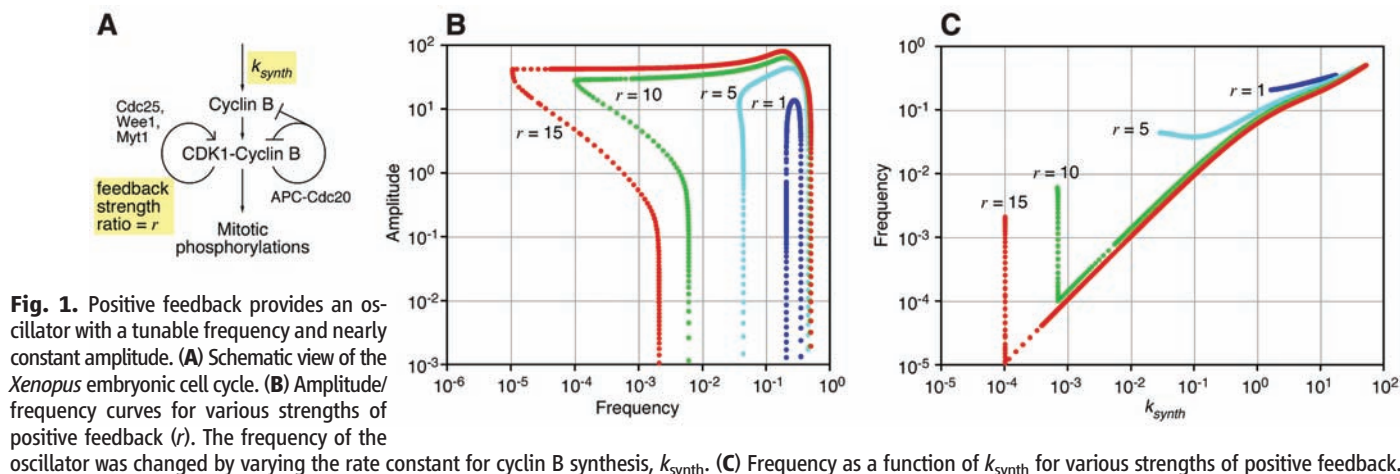 A
k_synth
Cyclin B
Cdc25,
Wee1,
Myt1
CDK1-Cyclin B
feedback
strength
ratio = r
APC-Cdc20
Mitotic
phosphorylations
B
Amplitude
10^2
10^1
10^0
10^-1
10^-2
10^-3
r = 15
r = 10
r = 5
r = 1
10^-6 10^-5 10^-4 10^-3 10^-2 10^-1 10^0
Frequency
C
Frequency
10^0
10^-1
10^-2
10^-3
10^-4
10^-5
r = 1
r = 5
r = 10
r = 15
10^-5 10^-4 10^-3 10^-2 10^-1 10^0 10^1 10^2
k_synth
Fig. 1. Positive feedback provides an os-
cillator with a tunable frequency and nearly
constant amplitude. (A) Schematic view of the
Xenopus embryonic cell cycle. (B) Amplitude/
frequency curves for various strengths of
positive feedback (r). The frequency of the
oscillator was changed by varying the rate constant for cyclin B synthesis, k_synth. (C) Frequency as a function of k_synth for various strengths of positive feedback.